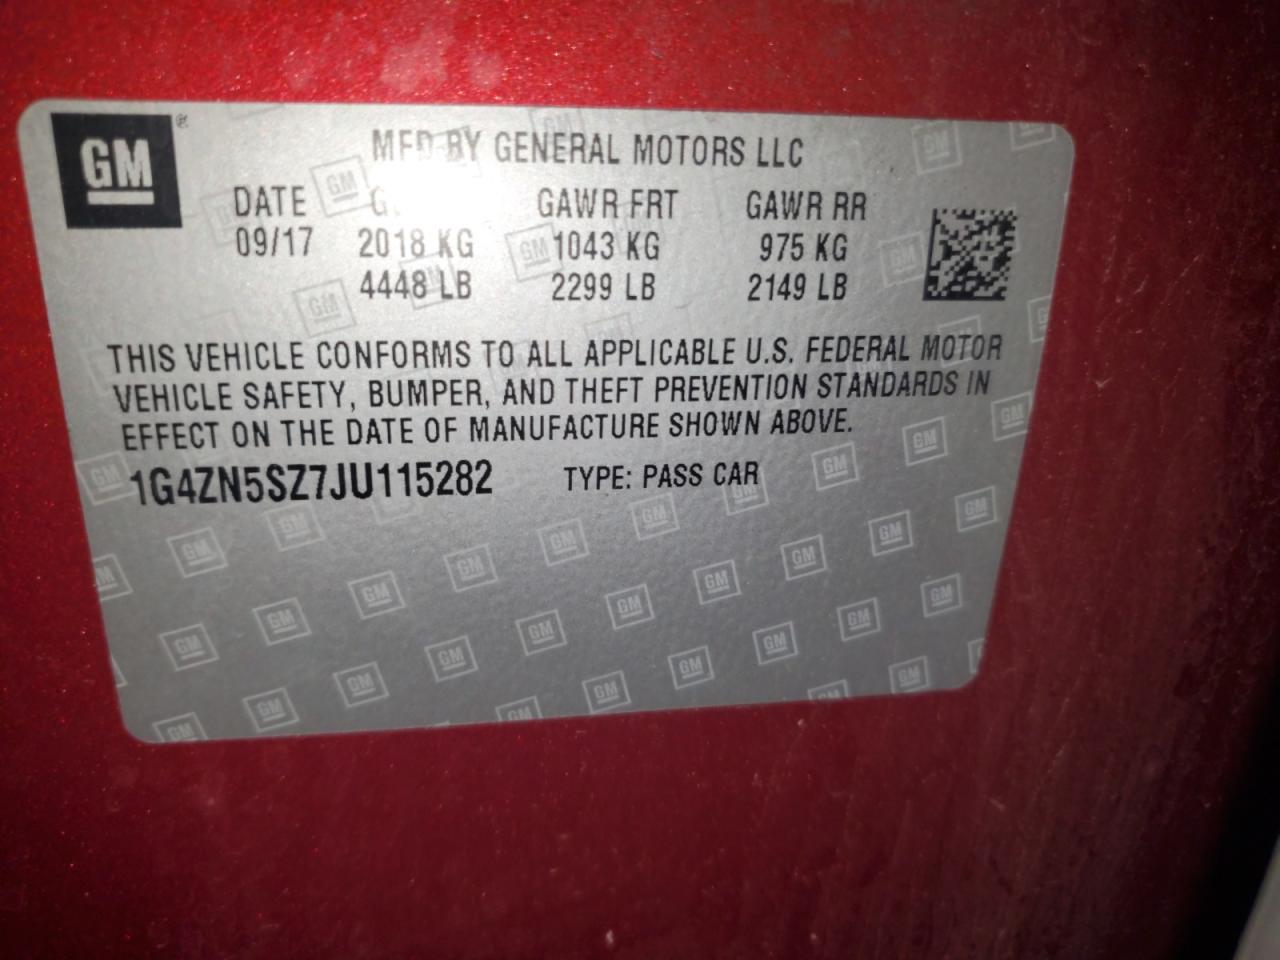 GM
MFD BY GENERAL MOTORS LLC
DATE GAWR FRT GAWR RR
09/17 2018 KG 1043 KG 975 KG
4448 LB 2299 LB 2149 LB
THIS VEHICLE CONFORMS TO ALL APPLICABLE U.S. FEDERAL MOTOR
VEHICLE SAFETY, BUMPER, AND THEFT PREVENTION STANDARDS IN
EFFECT ON THE DATE OF MANUFACTURE SHOWN ABOVE.
1G4ZN5SZ7JU115282 TYPE: PASS CAR